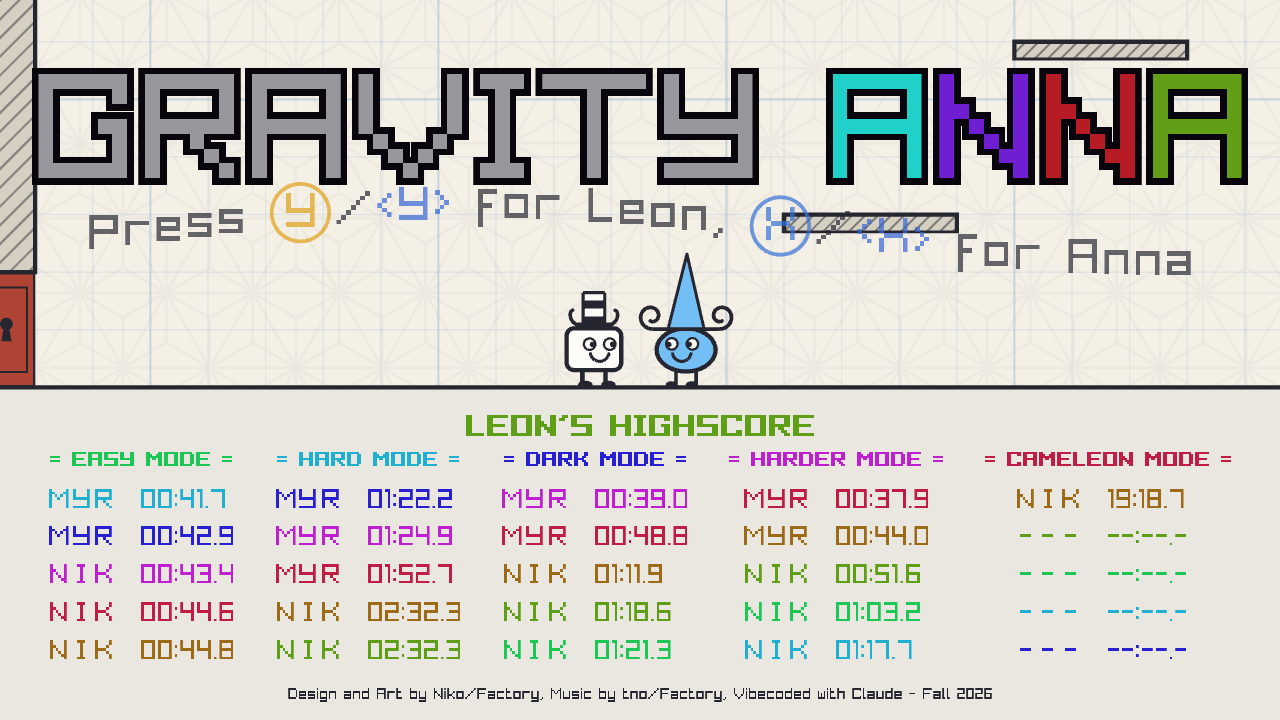 GRAVITY ANNA
Press Y/<Y> For Leon, X/<X> For Anna
LEON'S HIGHSCORE
= EASY MODE = = HARD MODE = = DARK MODE = = HARDER MODE = = CAMELEON MODE =
MYR 00:41.7 MYR 01:22.2 MYR 00:39.0 MYR 00:37.9 NIK 19:18.7
MYR 00:42.9 MYR 01:24.9 MYR 00:48.8 MYR 00:44.0 - - - --:--.-
NIK 00:43.4 MYR 01:52.7 NIK 01:11.9 NIK 00:51.6 - - - --:--.-
NIK 00:44.6 NIK 02:32.3 NIK 01:18.6 NIK 01:03.2 - - - --:--.-
NIK 00:44.8 NIK 02:32.3 NIK 01:21.3 NIK 01:17.7 - - - --:--.-
Design and Art by Niko/Factory, Music by tno/Factory, Vibecoded with Claude - Fall 2026